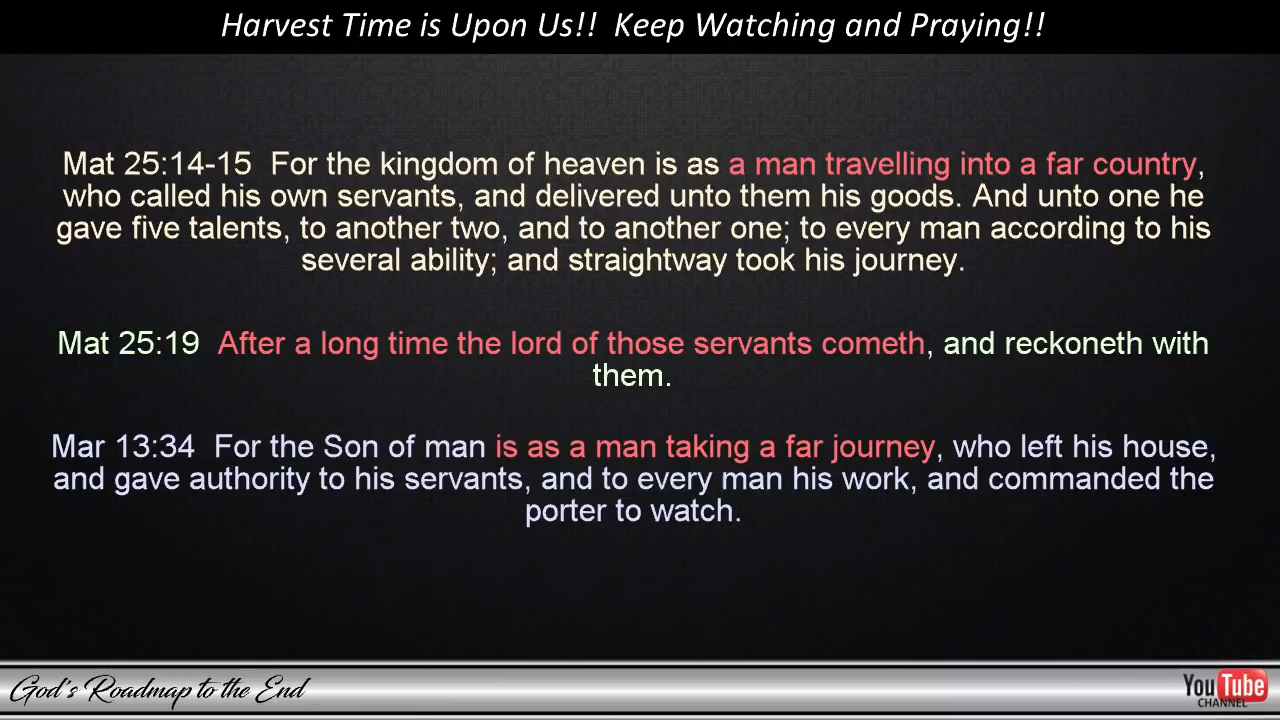 Harvest Time is Upon Us!!  Keep Watching and Praying!!
Mat 25:14-15  For the kingdom of heaven is as a man travelling into a far country,
who called his own servants, and delivered unto them his goods. And unto one he
gave five talents, to another two, and to another one; to every man according to his
several ability; and straightway took his journey.
Mat 25:19  After a long time the lord of those servants cometh, and reckoneth with
them.
Mar 13:34  For the Son of man is as a man taking a far journey, who left his house,
and gave authority to his servants, and to every man his work, and commanded the
porter to watch.
God's Roadmap to the End
YouTube
CHANNEL